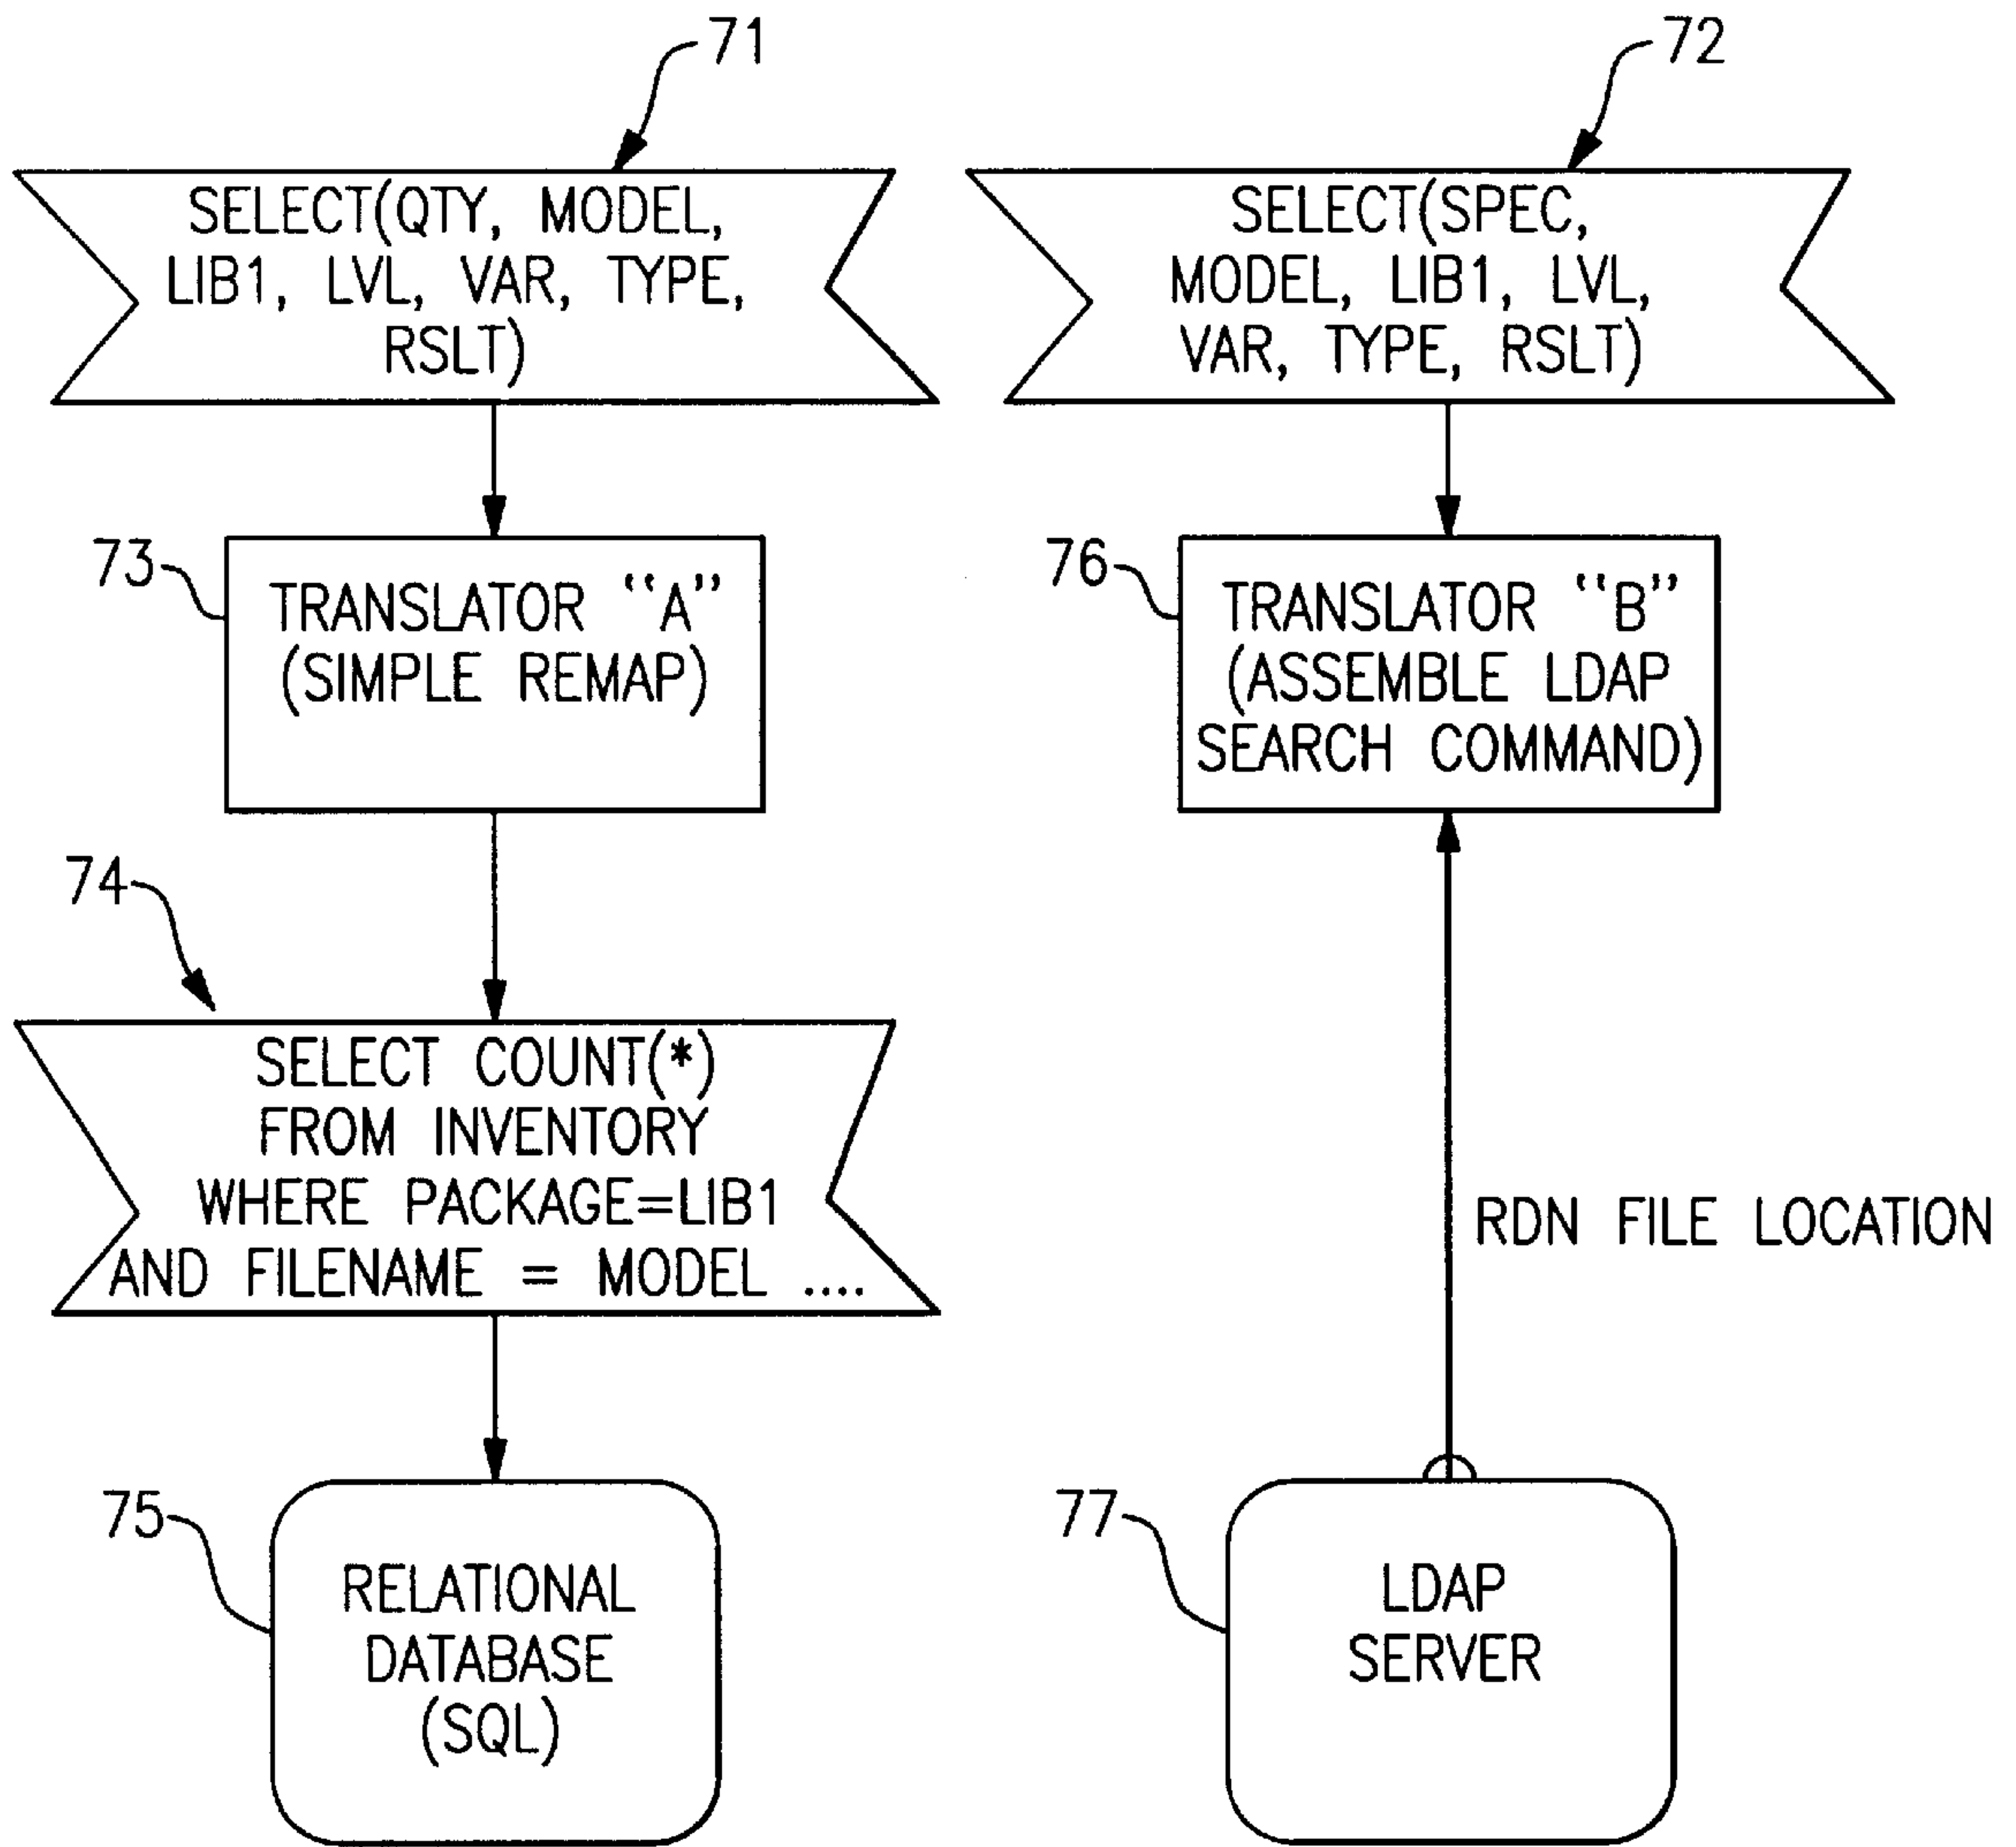 71
SELECT(QTY, MODEL,
LIB1, LVL, VAR, TYPE,
RSLT)
73
TRANSLATOR "A"
(SIMPLE REMAP)
74
SELECT COUNT(*)
FROM INVENTORY
WHERE PACKAGE=LIB1
AND FILENAME = MODEL ....
75
RELATIONAL
DATABASE
(SQL)
72
SELECT(SPEC,
MODEL, LIB1, LVL,
VAR, TYPE, RSLT)
76
TRANSLATOR "B"
(ASSEMBLE LDAP
SEARCH COMMAND)
RDN FILE LOCATION
77
LDAP
SERVER